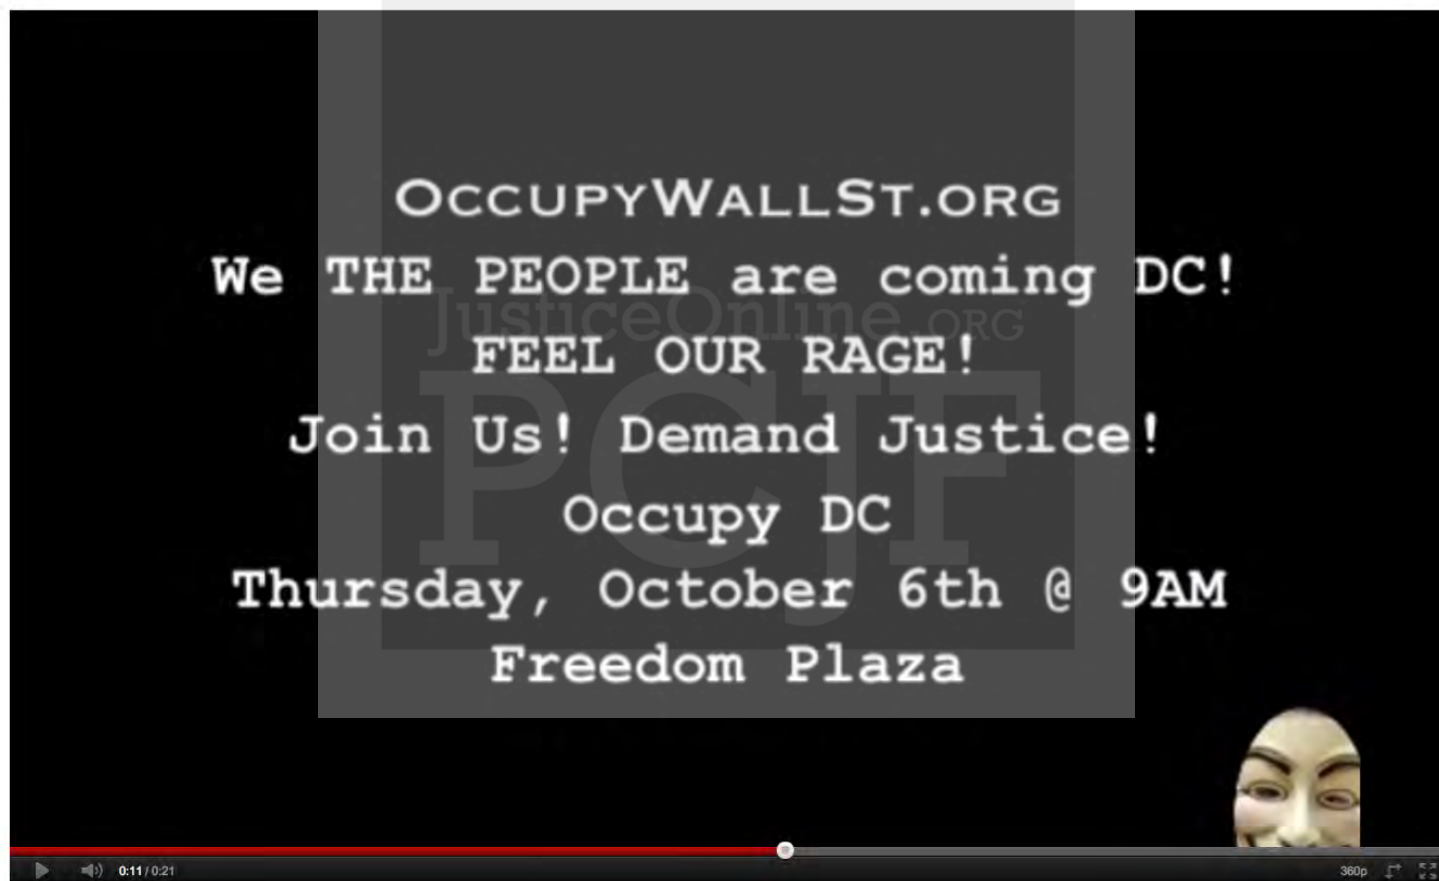 OCCUPYWALLST.ORG
We THE PEOPLE are coming DC!
JusticeOnline.ORG
FEEL OUR RAGE!
PCJF
Join Us! Demand Justice!
Occupy DC
Thursday, October 6th @ 9AM
Freedom Plaza
0:11 / 0:21
360p